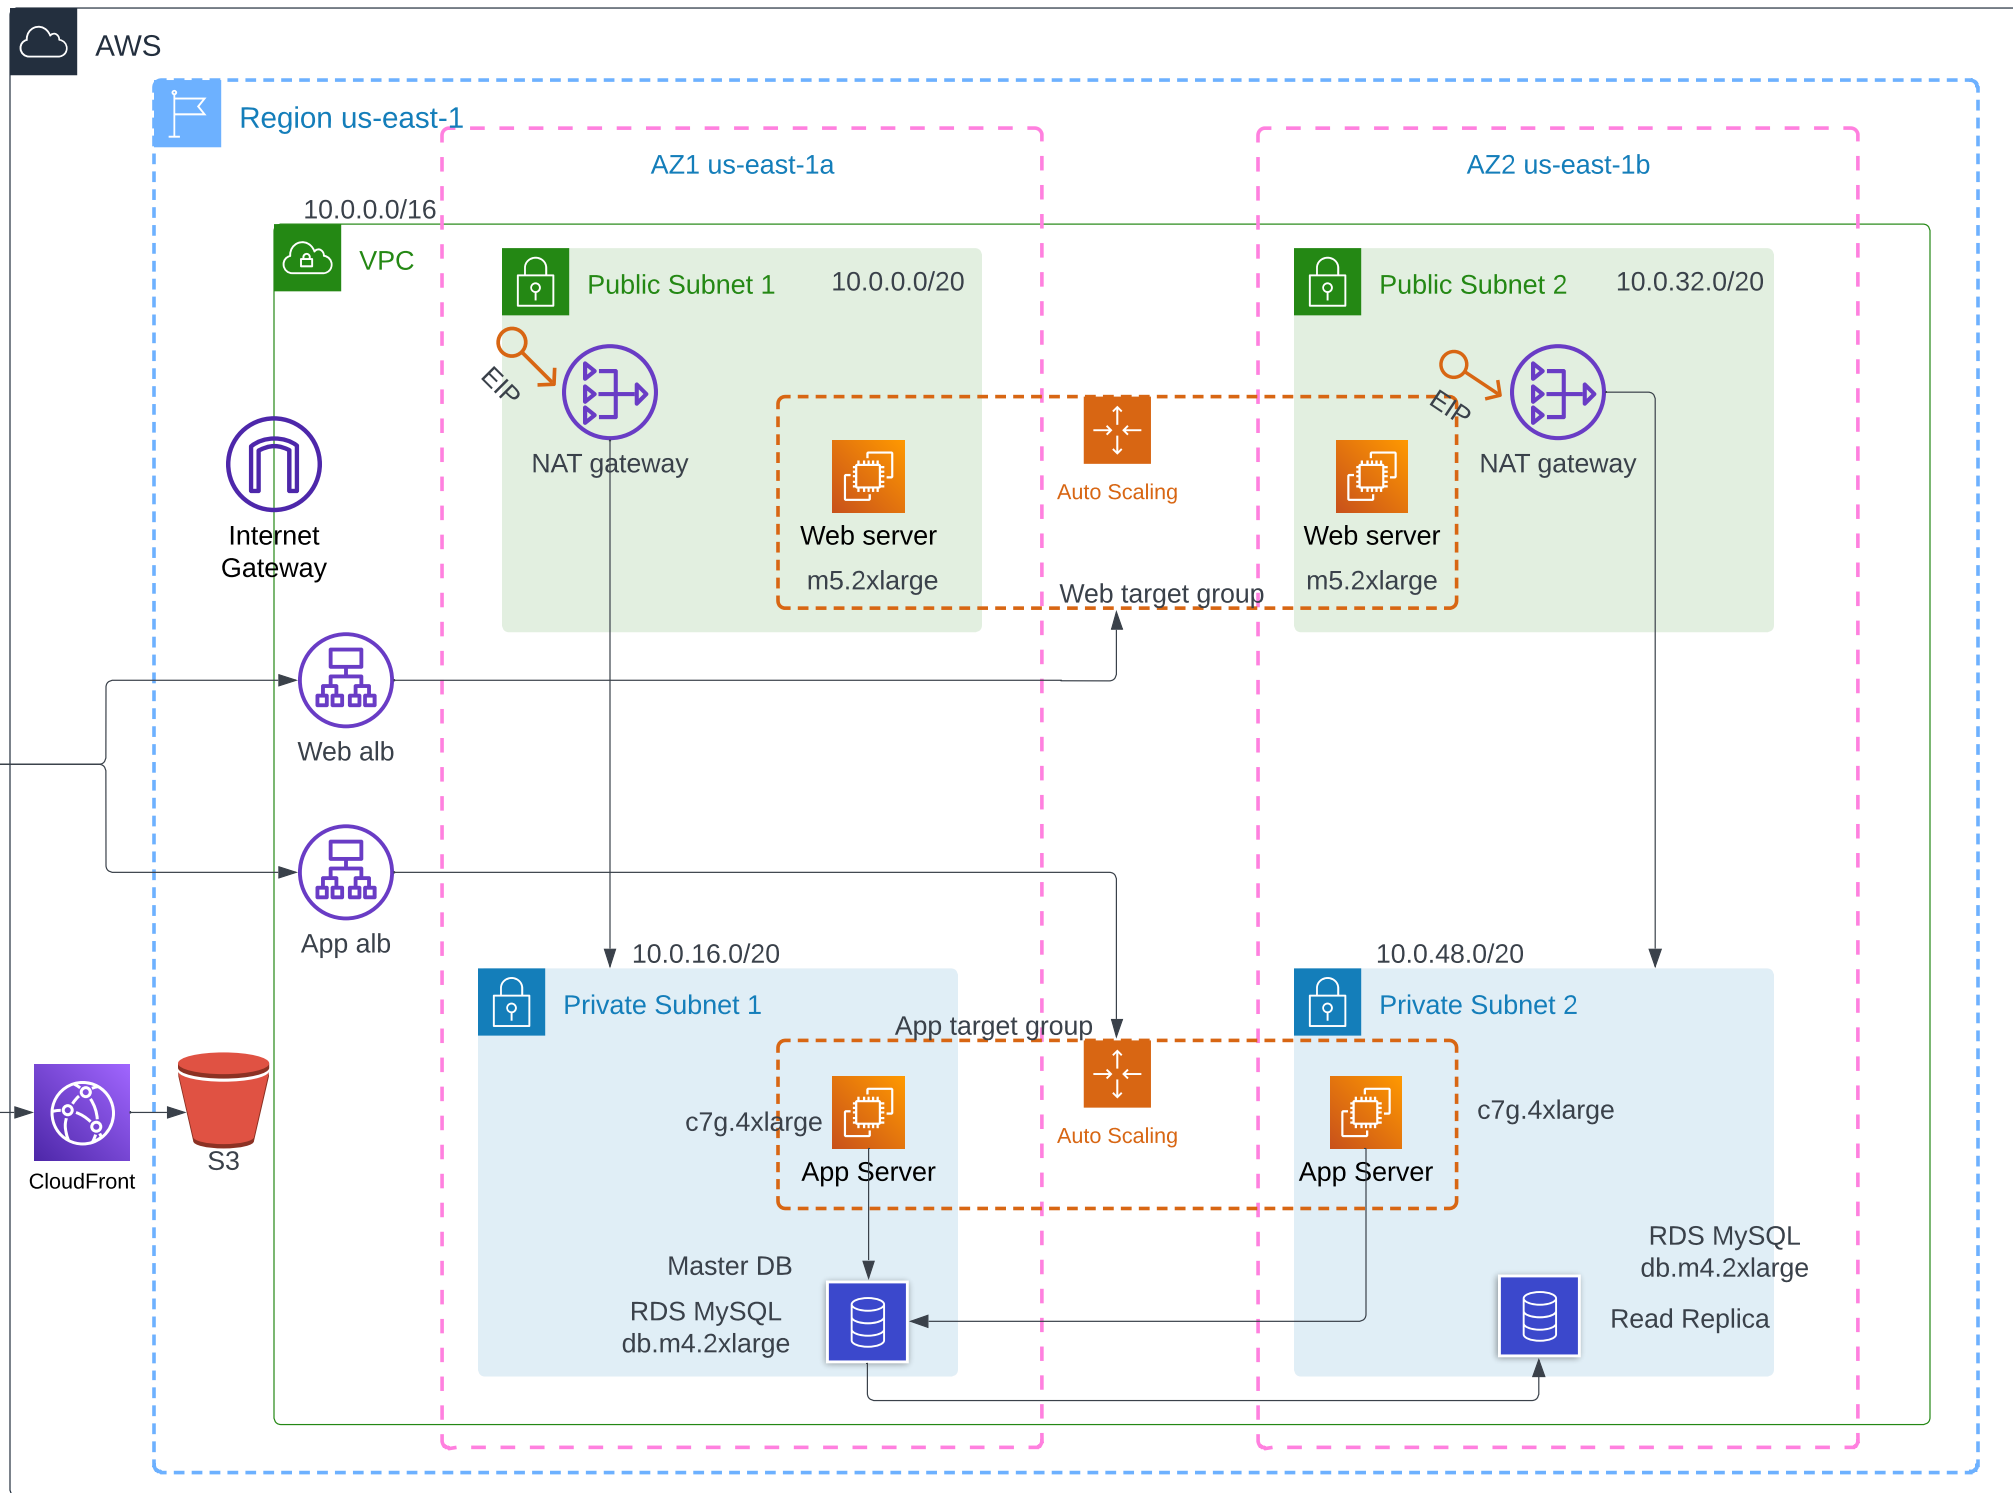 AWS
Region us-east-1
AZ1 us-east-1a
AZ2 us-east-1b
10.0.0.0/16
VPC
Public Subnet 1
10.0.0.0/20
Public Subnet 2
10.0.32.0/20
EIP
NAT gateway
EIP
NAT gateway
Auto Scaling
Internet
Gateway
Web server
m5.2xlarge
Web server
m5.2xlarge
Web target group
Web alb
App alb
10.0.16.0/20
10.0.48.0/20
Private Subnet 1
Private Subnet 2
App target group
c7g.4xlarge
App Server
Auto Scaling
App Server
c7g.4xlarge
CloudFront
S3
Master DB
RDS MySQL
db.m4.2xlarge
RDS MySQL
db.m4.2xlarge
Read Replica